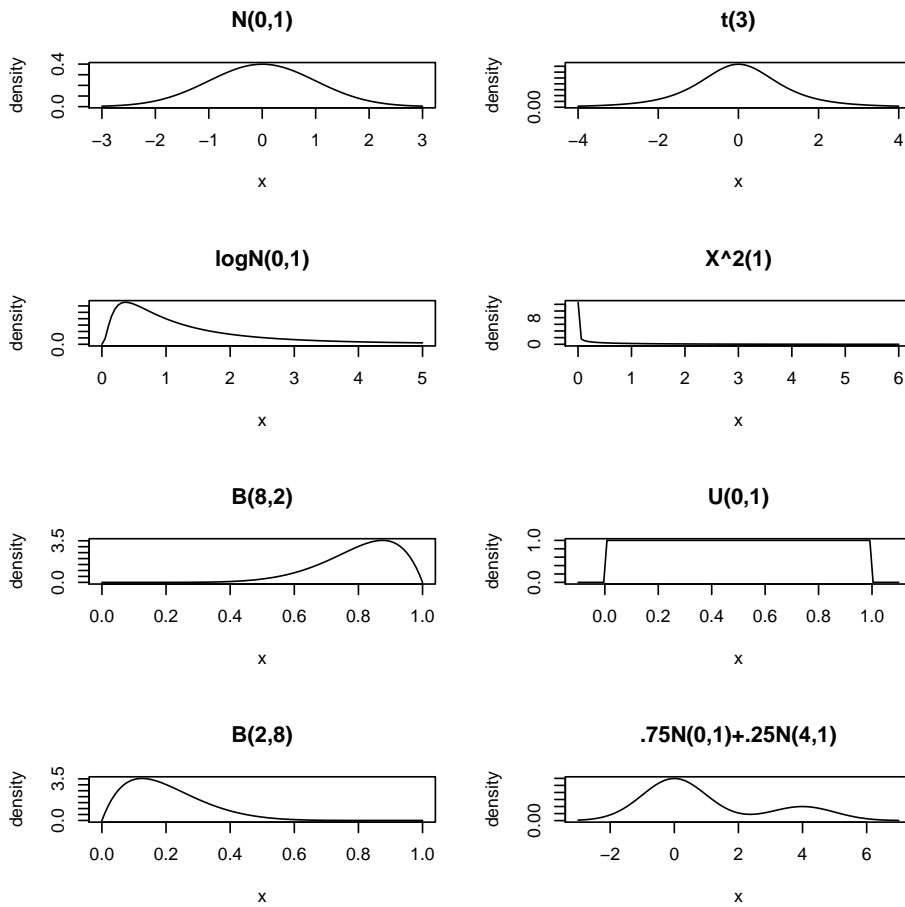 N(0,1)
density
0.0 0.4
−3 −2 −1 0 1 2 3
x
t(3)
density
0.00
−4 −2 0 2 4
x
logN(0,1)
density
0.0
0 1 2 3 4 5
x
X^2(1)
density
0 8
0 1 2 3 4 5 6
x
B(8,2)
density
0.0 3.5
0.0 0.2 0.4 0.6 0.8 1.0
x
U(0,1)
density
0.0 1.0
0.0 0.2 0.4 0.6 0.8 1.0
x
B(2,8)
density
0.0 3.5
0.0 0.2 0.4 0.6 0.8 1.0
x
.75N(0,1)+.25N(4,1)
density
0.00
−2 0 2 4 6
x